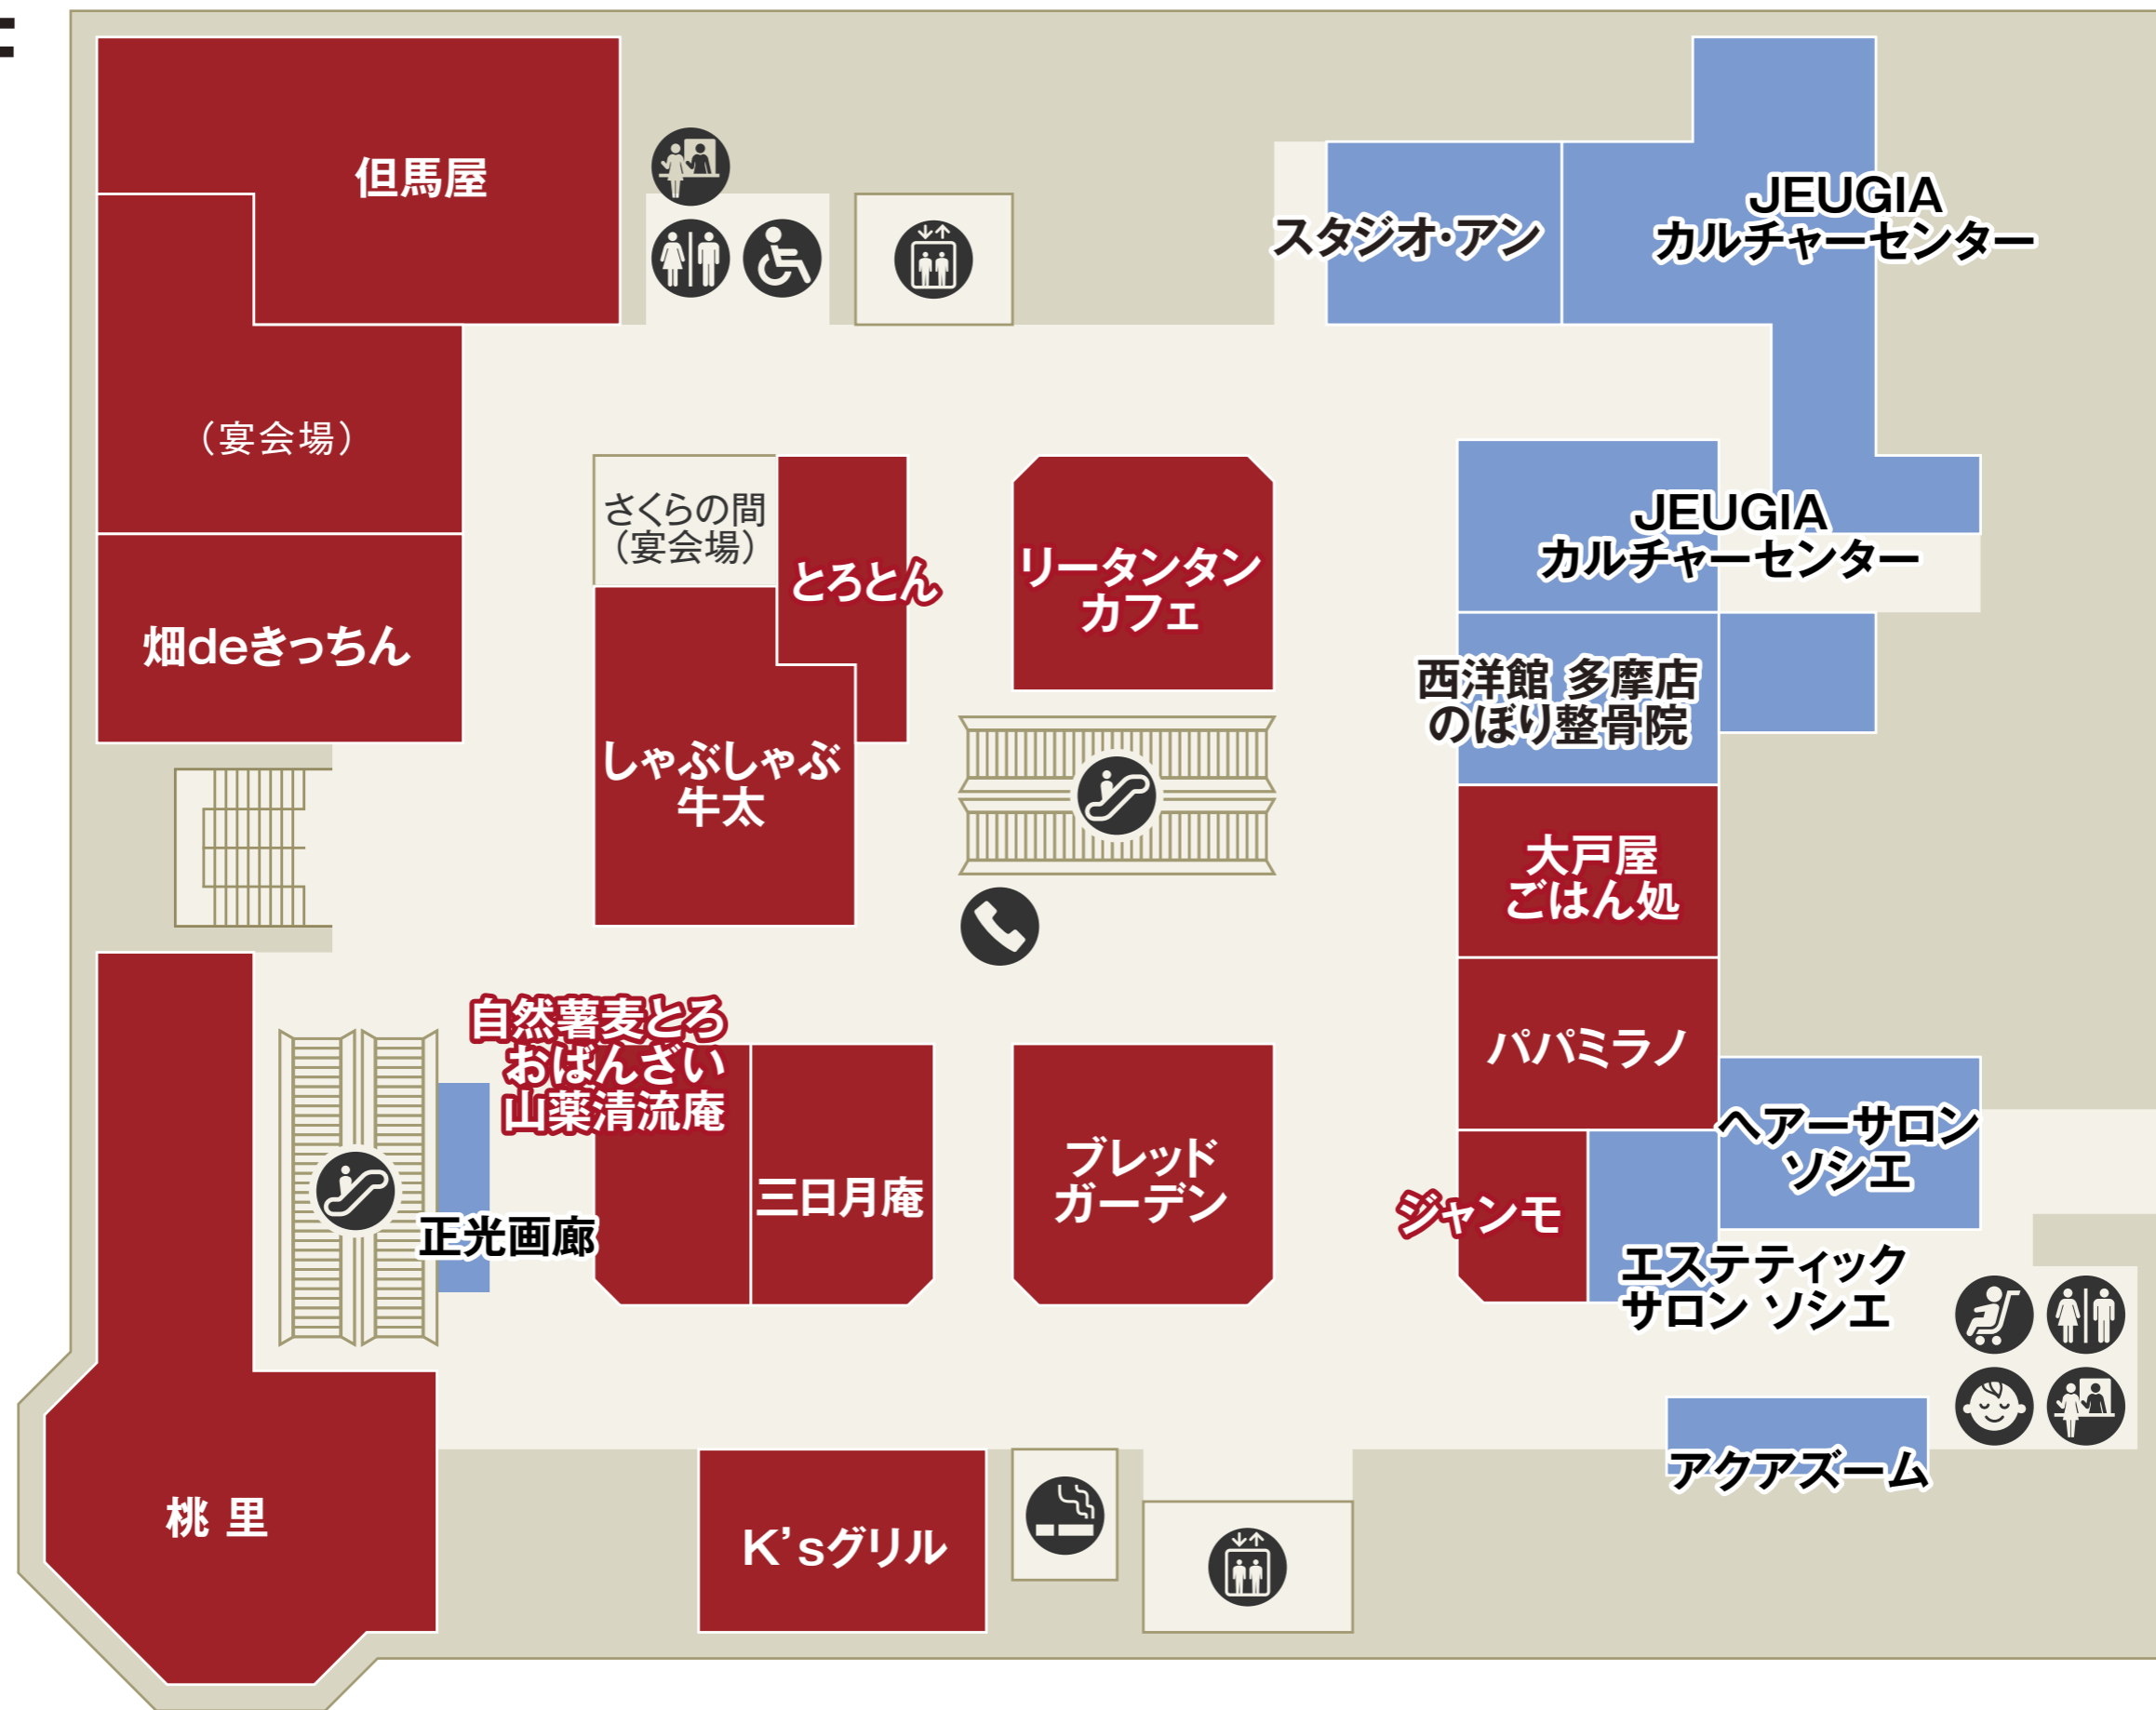 但馬屋
JEUGIA
カルチャーセンター
スタジオ・アン
（宴会場）
さくらの間
（宴会場）
とろとん
リータンタン
カフェ
JEUGIA
カルチャーセンター
畑deきっちん
西洋館 多摩店
のぼり整骨院
しゃぶしゃぶ
牛太
大戸屋
ごはん処
自然薯麦とろ
おばんざい
山薬清流庵
パパミラノ
ヘアーサロン
ソシエ
三日月庵
ブレッド
ガーデン
ジャンモ
正光画廊
エステティック
サロン ソシエ
アクアズーム
桃 里
K’sグリル